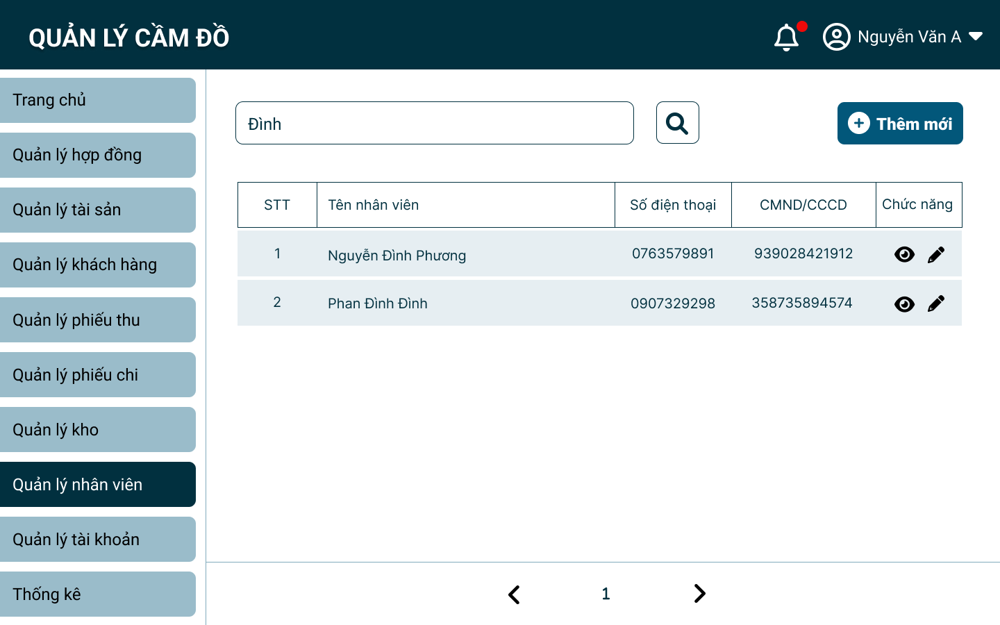 QUẢN LÝ CẦM ĐỒ
Nguyễn Văn A
Trang chủ
Quản lý hợp đồng
Quản lý tài sản
Quản lý khách hàng
Quản lý phiếu thu
Quản lý phiếu chi
Quản lý kho
Quản lý nhân viên
Quản lý tài khoản
Thống kê
Đình
Thêm mới
STT Tên nhân viên Số điện thoại CMND/CCCD Chức năng
1 Nguyễn Đình Phương 0763579891 939028421912
2 Phan Đình Đình 0907329298 358735894574
1